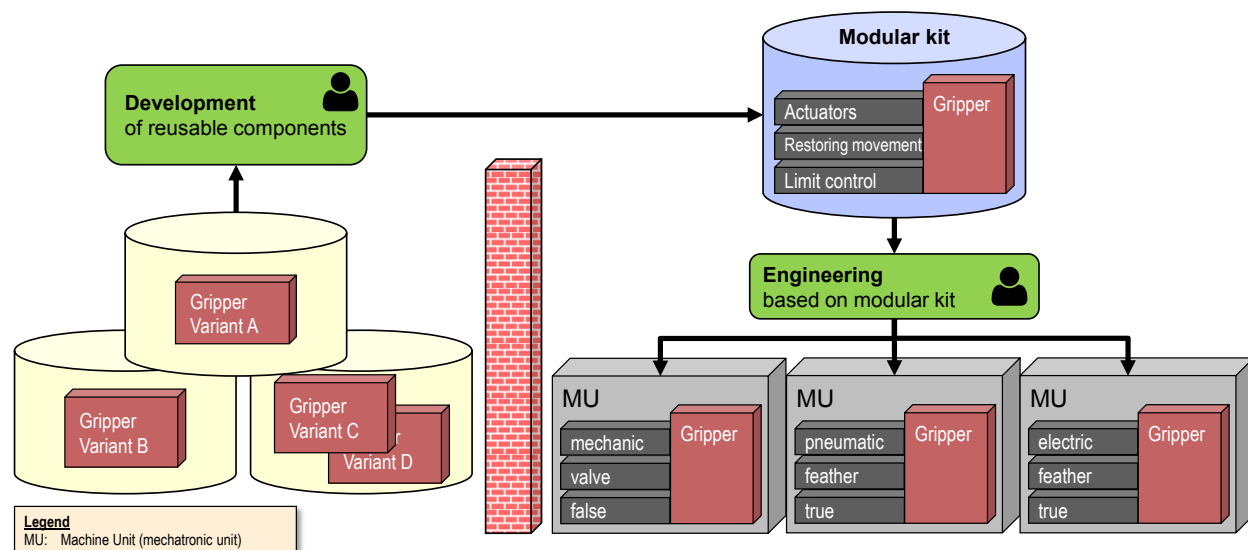 Modular kit
Actuators
Restoring movement
Limit control
Gripper
Development
of reusable components
Engineering
based on modular kit
Gripper
Variant A
Gripper
Variant B
Gripper
Variant C
Variant D
MU
mechanic
valve
false
Gripper
MU
pneumatic
feather
true
Gripper
MU
electric
feather
true
Gripper
Legend
MU: Machine Unit (mechatronic unit)